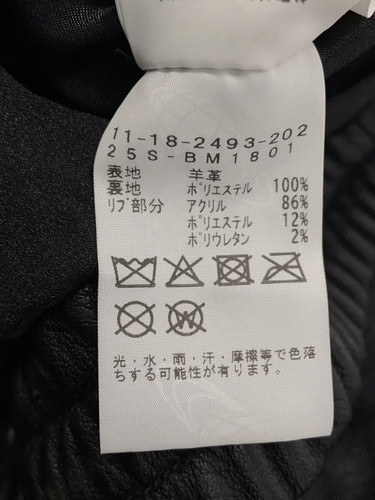 11-18-2493-202
25S-BM1801
表地 羊革
裏地 ﾎﾟﾘｴｽﾃﾙ 100%
ﾘﾌﾞ部分 ｱｸﾘﾙ 86%
ﾎﾟﾘｴｽﾃﾙ 12%
ﾎﾟﾘｳﾚﾀﾝ 2%
W
光・水・雨・汗・摩擦等で色落
ちする可能性が有ります。